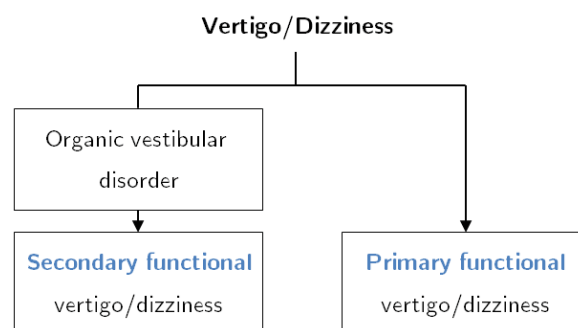 Vertigo/Dizziness
Organic vestibular
disorder
Secondary functional
vertigo/dizziness
Primary functional
vertigo/dizziness